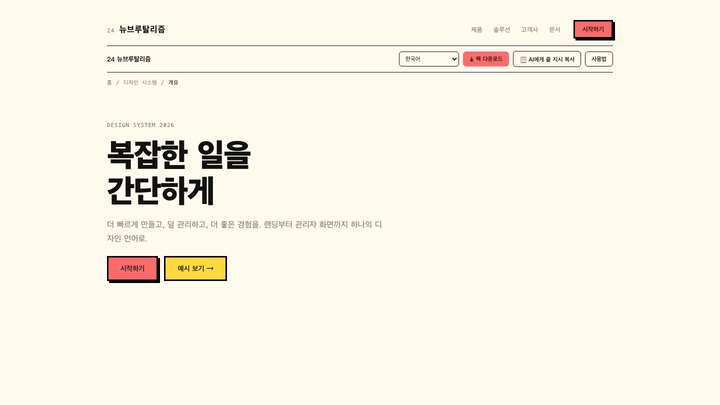 24 뉴브루탈리즘
제품 솔루션 고객사 문서 시작하기
24 뉴브루탈리즘
한국어 팩 다운로드 AI에게 줄 지시 복사 사용법
홈 / 디자인 시스템 / 개요
DESIGN SYSTEM 2026
복잡한 일을
간단하게
더 빠르게 만들고, 덜 관리하고, 더 좋은 경험을. 랜딩부터 관리자 화면까지 하나의 디
자인 언어로.
시작하기 예시 보기 →